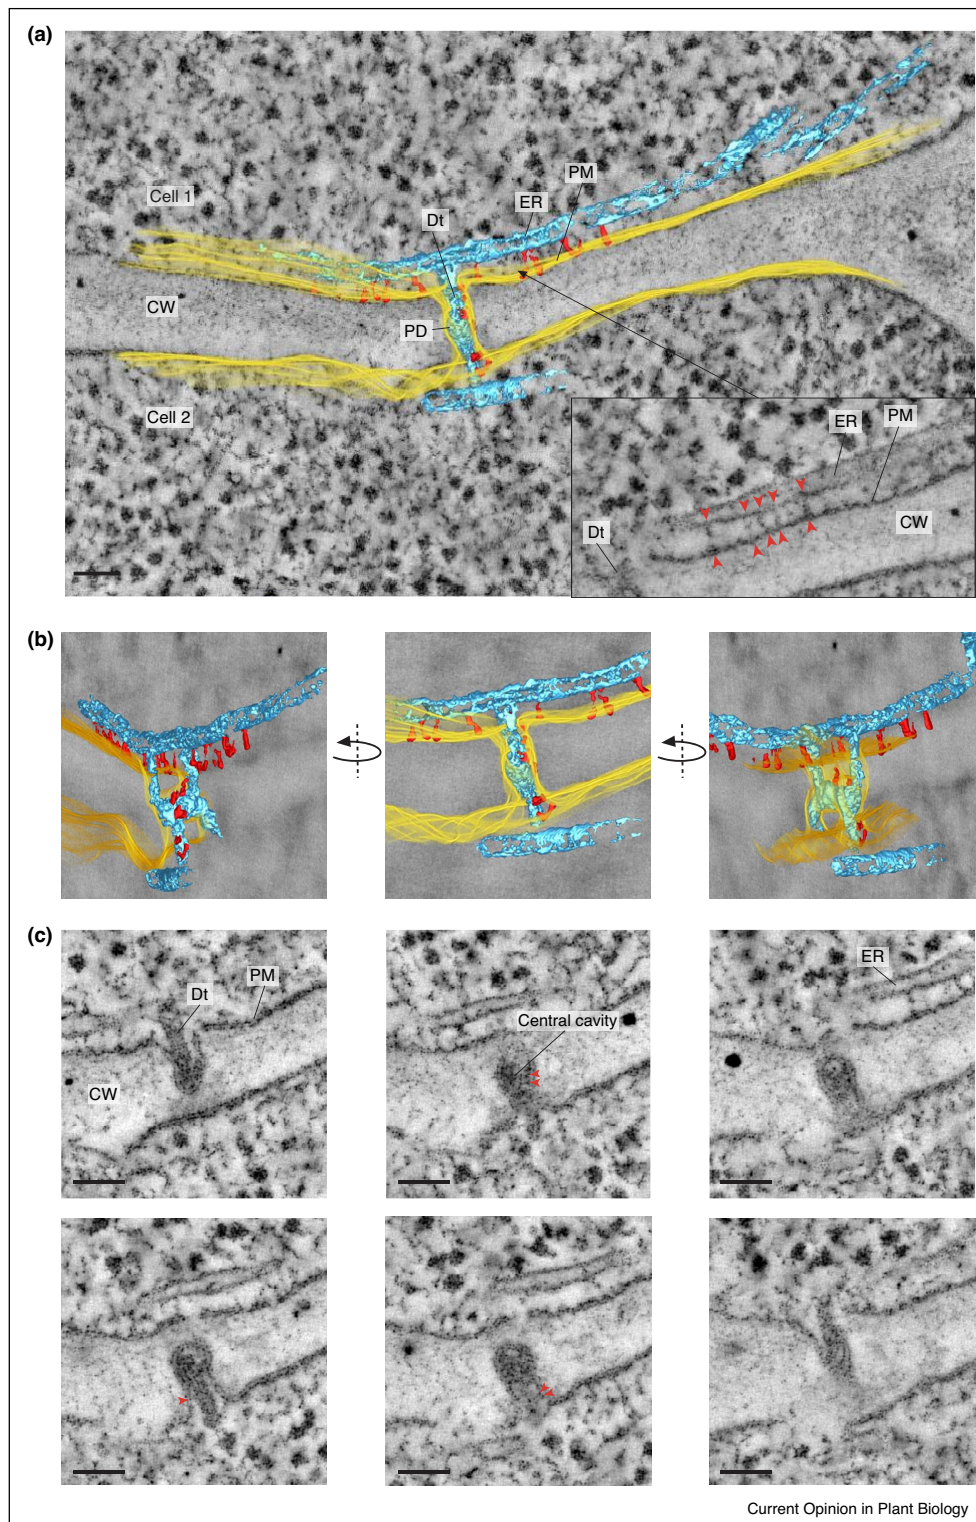 (a)
Cell 1
PM
ER
Dt
CW
PD
Cell 2
ER
PM
CW
Dt
(b)
(c)
PM
Dt
CW
Central cavity
ER
Current Opinion in Plant Biology